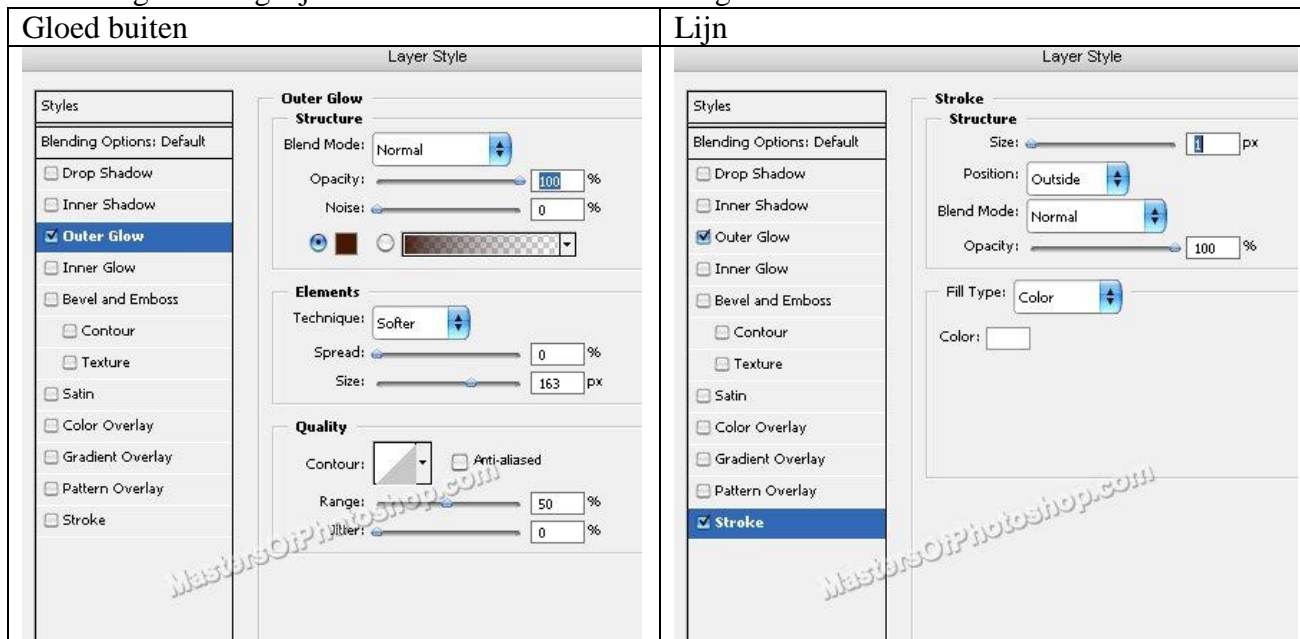 Gloed buiten
Layer Style
Styles
Blending Options: Default
Drop Shadow
Inner Shadow
Outer Glow
Inner Glow
Bevel and Emboss
Contour
Texture
Satin
Color Overlay
Gradient Overlay
Pattern Overlay
Stroke
Outer Glow
Structure
Blend Mode: Normal
Opacity: 100 %
Noise: 0 %
Elements
Technique: Softer
Spread: 0 %
Size: 163 px
Quality
Contour: Anti-aliased
Range: 50 %
Jitter: 0 %
MastersOfPhotoshop.com
Lijn
Layer Style
Styles
Blending Options: Default
Drop Shadow
Inner Shadow
Outer Glow
Inner Glow
Bevel and Emboss
Contour
Texture
Satin
Color Overlay
Gradient Overlay
Pattern Overlay
Stroke
Stroke
Structure
Size: 1 px
Position: Outside
Blend Mode: Normal
Opacity: 100 %
Fill Type: Color
Color:
MastersOfPhotoshop.com